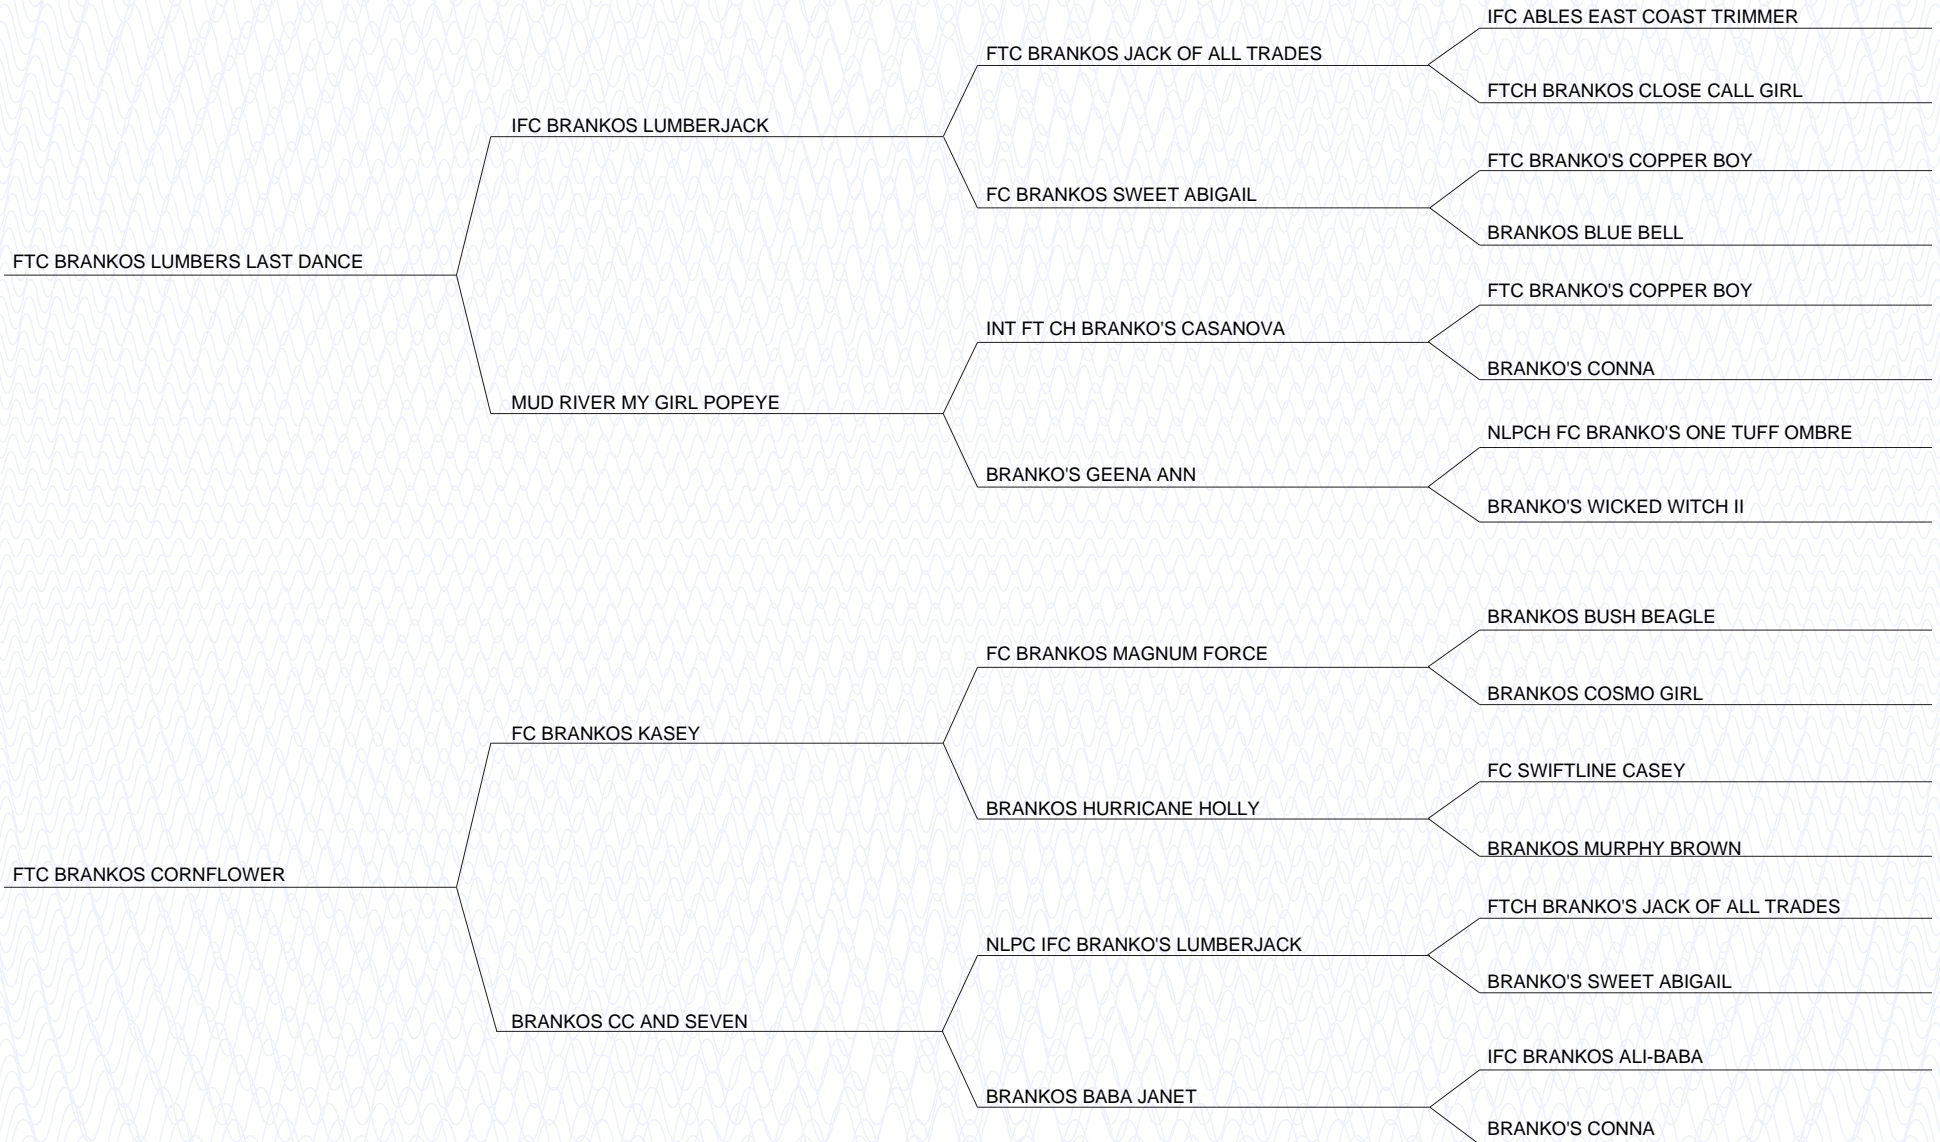 IFC ABLES EAST COAST TRIMMER
FTC BRANKOS JACK OF ALL TRADES
FTCH BRANKOS CLOSE CALL GIRL
IFC BRANKOS LUMBERJACK
FTC BRANKO'S COPPER BOY
FC BRANKOS SWEET ABIGAIL
BRANKOS BLUE BELL
FTC BRANKOS LUMBERS LAST DANCE
FTC BRANKO'S COPPER BOY
INT FT CH BRANKO'S CASANOVA
BRANKO'S CONNA
MUD RIVER MY GIRL POPEYE
NLPCH FC BRANKO'S ONE TUFF OMBRE
BRANKO'S GEENA ANN
BRANKO'S WICKED WITCH II
BRANKOS BUSH BEAGLE
FC BRANKOS MAGNUM FORCE
BRANKOS COSMO GIRL
FC BRANKOS KASEY
FC SWIFTLINE CASEY
BRANKOS HURRICANE HOLLY
BRANKOS MURPHY BROWN
FTC BRANKOS CORNFLOWER
FTCH BRANKO'S JACK OF ALL TRADES
NLPC IFC BRANKO'S LUMBERJACK
BRANKO'S SWEET ABIGAIL
BRANKOS CC AND SEVEN
IFC BRANKOS ALI-BABA
BRANKOS BABA JANET
BRANKO'S CONNA